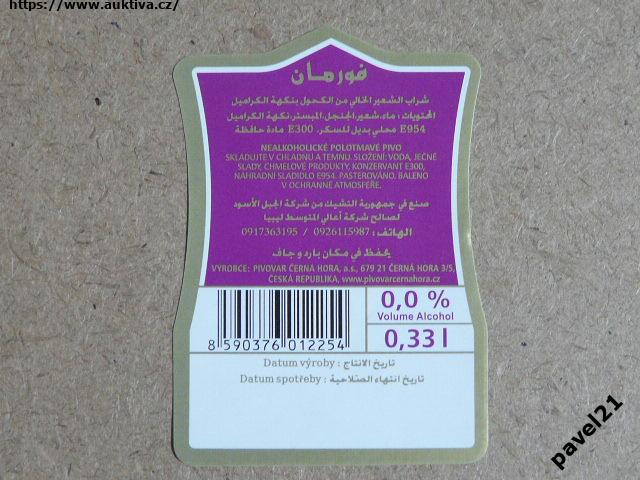 https://www.auktiva.cz/
فورمان
شراب الشعير الخالي من الكحول بنكهة الكراميل
المحتويات : ماء،شعير،الجنجل،المبستر،نكهة الكراميل
E954 محلي بديل للسكر، E300 مادة حافظة
NEALKOHOLICKÉ POLOTMAVÉ PIVO
SKLADUJTE V CHLADNU A TEMNU. SLOŽENÍ: VODA, JEČNÉ
SLADY, CHMELOVÉ PRODUKTY, KONZERVANT E300,
NÁHRADNÍ SLADIDLO E954. PASTEROVÁNO. BALENO
V OCHRANNÉ ATMOSFÉŘE.
صنع في جمهورية التشيك من شركة الجبل الأسود
لصالح شركة أعالي المتوسط ليبيا
الهاتف: 0926115987 / 0917363195
يحفظ في مكان بارد و جاف
VÝROBCE: PIVOVAR ČERNÁ HORA, a.s., 679 21 ČERNÁ HORA 3/5,
ČESKÁ REPUBLIKA, www.pivovarcernahora.cz
0,0 %
Volume Alcohol
0,33 l
8 590376 012254
Datum výroby : تاريخ الانتاج
Datum spotřeby : تاريخ انتهاء الصلاحية
pavel21